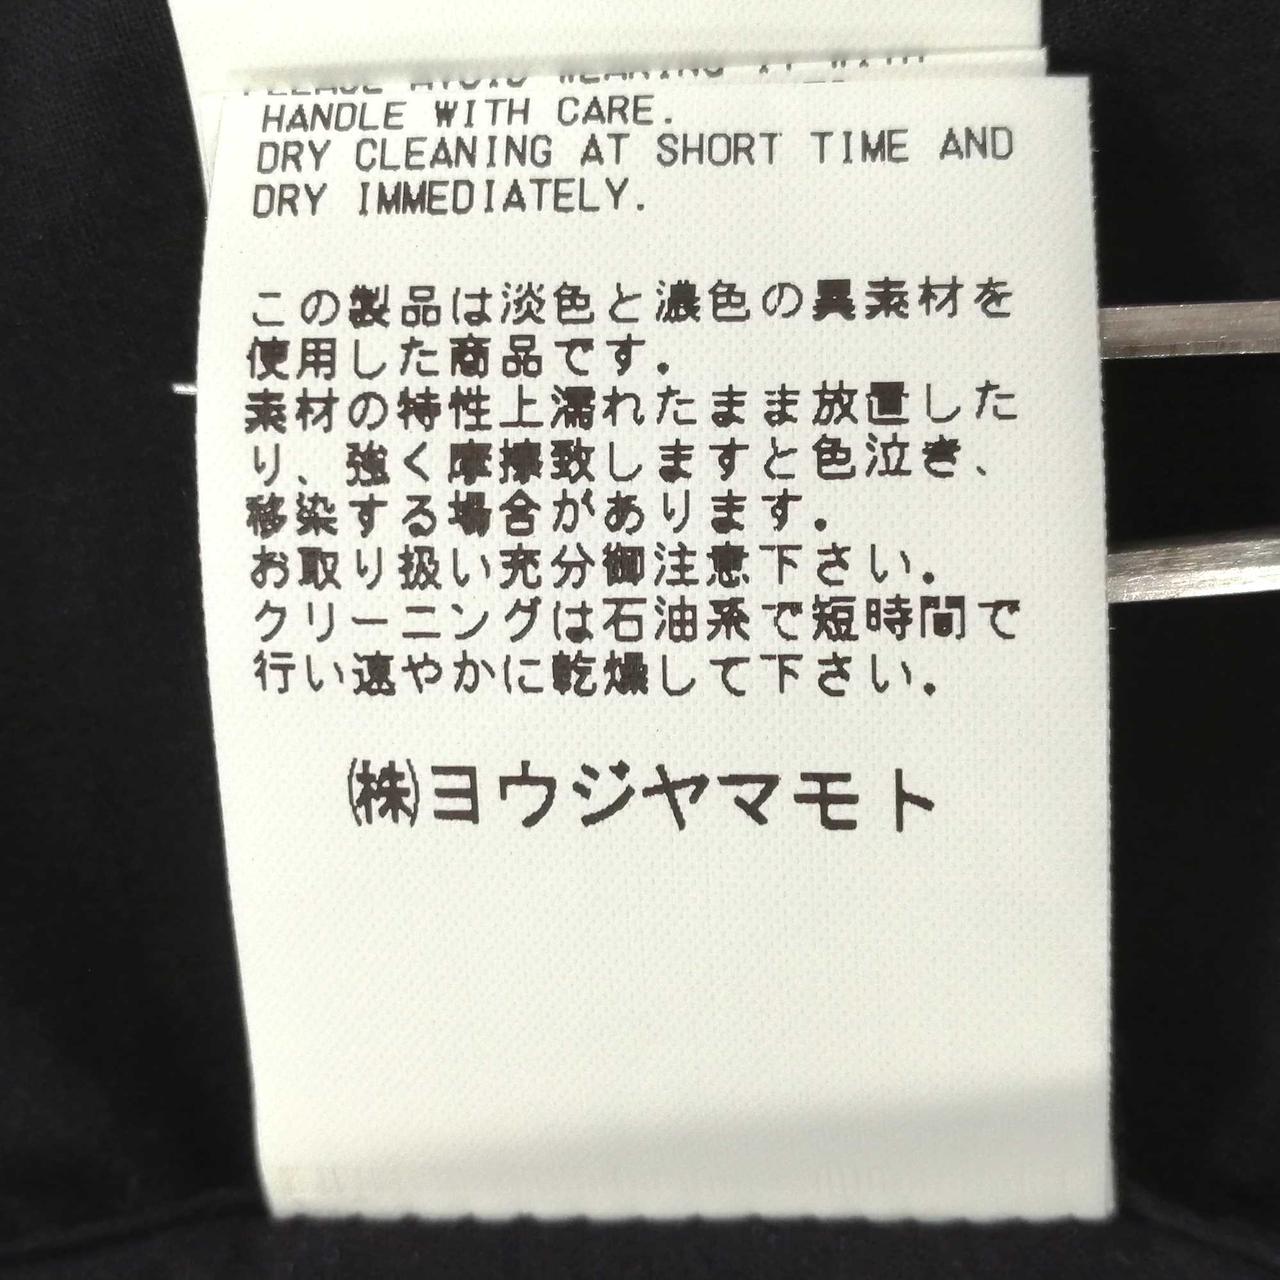 PLEASE AVOID WEARING IT WITH
HANDLE WITH CARE.
DRY CLEANING AT SHORT TIME AND
DRY IMMEDIATELY.
この製品は淡色と濃色の異素材を
使用した商品です.
素材の特性上濡れたまま放置した
り、強く摩擦致しますと色泣き、
移染する場合があります.
お取り扱い充分御注意下さい.
クリーニングは石油系で短時間で
行い速やかに乾燥して下さい.
㈱ヨウジヤマモト